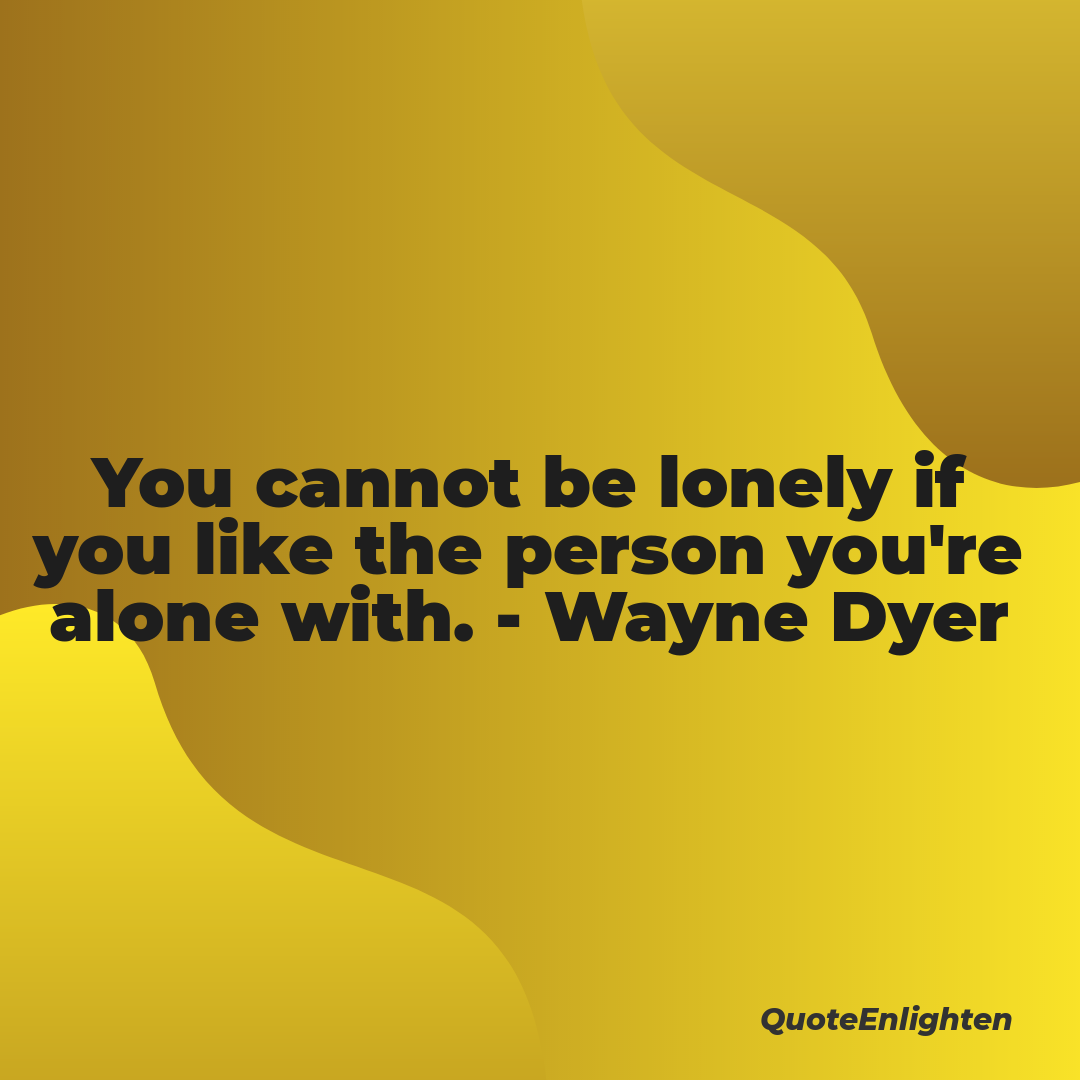 You cannot be lonely if
you like the person you're
alone with. - Wayne Dyer
QuoteEnlighten